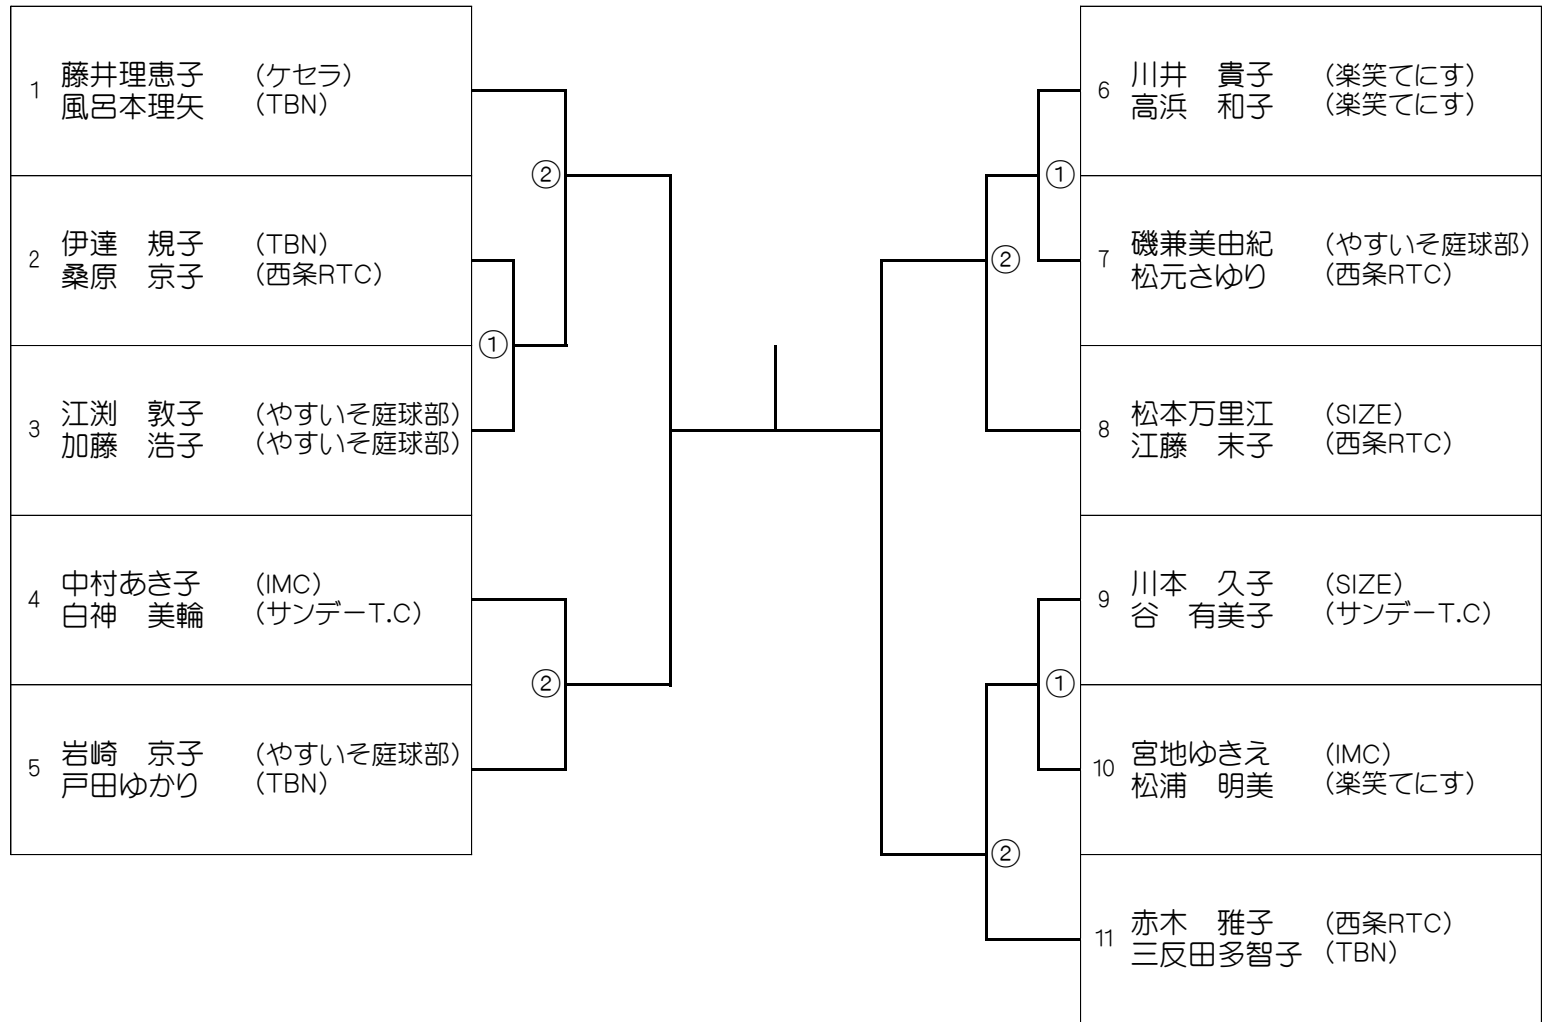 1 藤井理恵子 (ケセラ)
風呂本理矢 (TBN)
2 伊達　規子 (TBN)
桑原　京子 (西条RTC)
3 江渕　敦子 (やすいそ庭球部)
加藤　浩子 (やすいそ庭球部)
4 中村あき子 (IMC)
白神　美輪 (サンデーT.C)
5 岩崎　京子 (やすいそ庭球部)
戸田ゆかり (TBN)
②
①
②
6 川井　貴子 (楽笑てにす)
高浜　和子 (楽笑てにす)
7 磯兼美由紀 (やすいそ庭球部)
松元さゆり (西条RTC)
8 松本万里江 (SIZE)
江藤　末子 (西条RTC)
9 川本　久子 (SIZE)
谷　有美子 (サンデーT.C)
10 宮地ゆきえ (IMC)
松浦　明美 (楽笑てにす)
11 赤木　雅子 (西条RTC)
三反田多智子 (TBN)
①
②
①
②